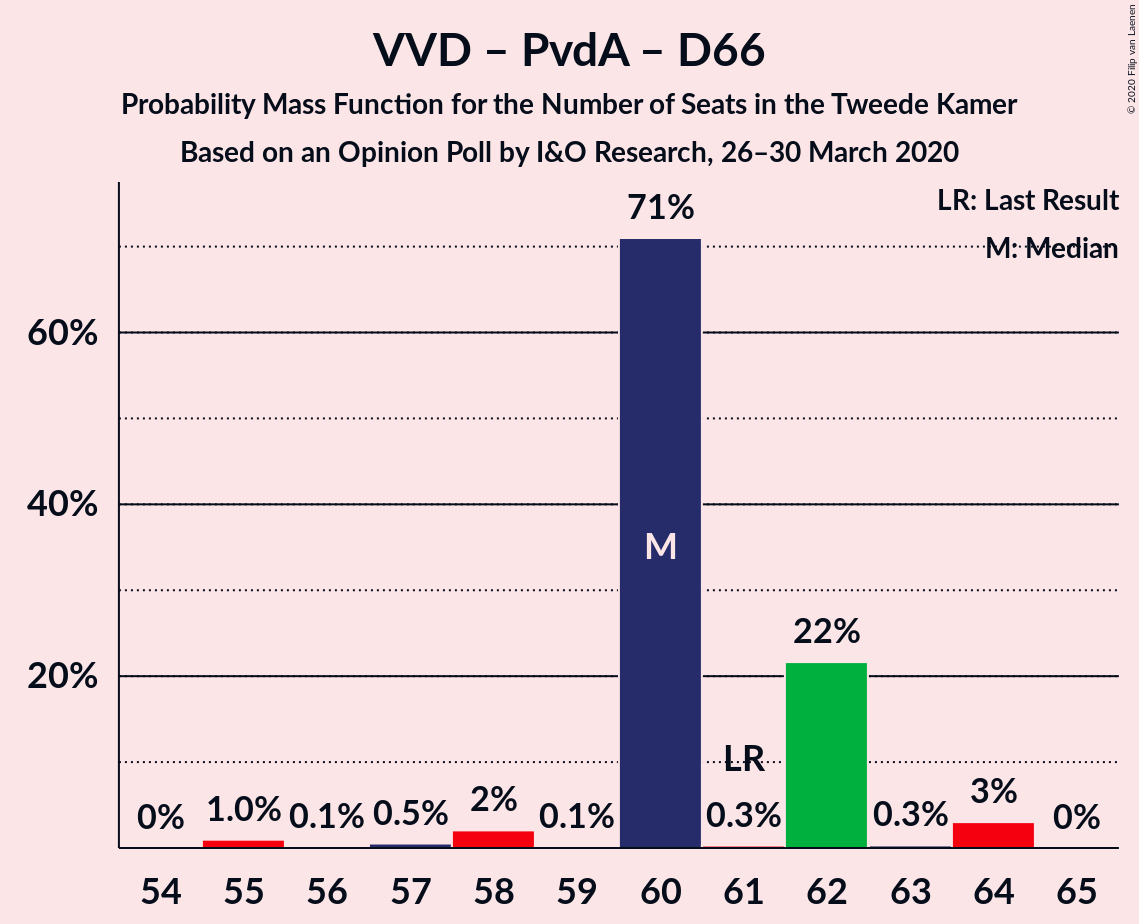 VVD – PvdA – D66
Probability Mass Function for the Number of Seats in the Tweede Kamer
Based on an Opinion Poll by I&O Research, 26–30 March 2020
© 2020 Filip van Laenen
LR: Last Result
M: Median
60%
40%
20%
0%
1.0%
0.1%
0.5%
2%
0.1%
71%
M
0.3%
LR
22%
0.3%
3%
0%
54 55 56 57 58 59 60 61 62 63 64 65